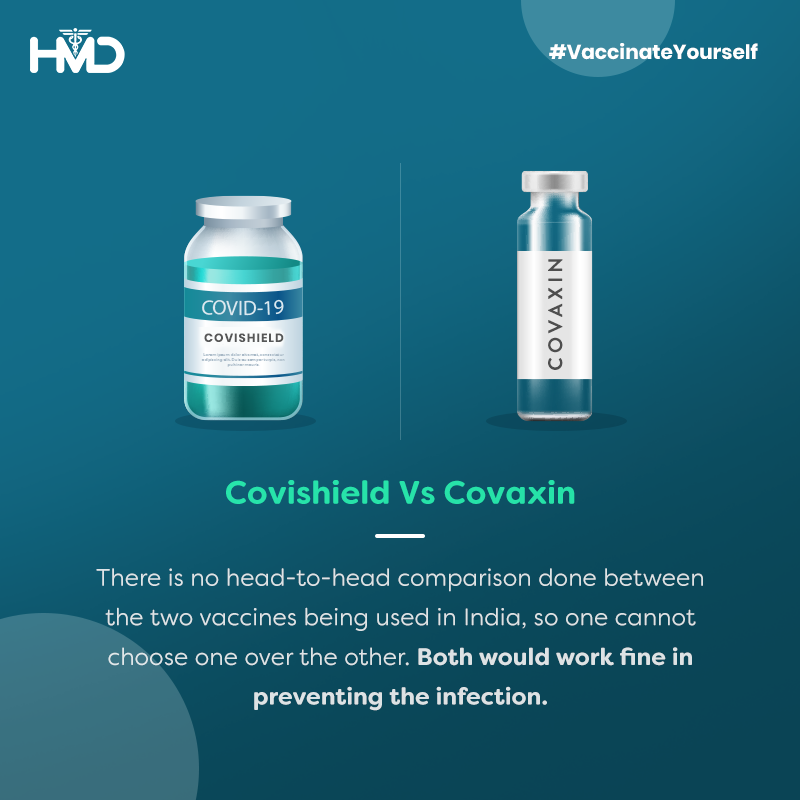 HMD
#VaccinateYourself
COVID-19
COVISHIELD
COVAXIN
Covishield Vs Covaxin
There is no head-to-head comparison done between
the two vaccines being used in India, so one cannot
choose one over the other. Both would work fine in
preventing the infection.